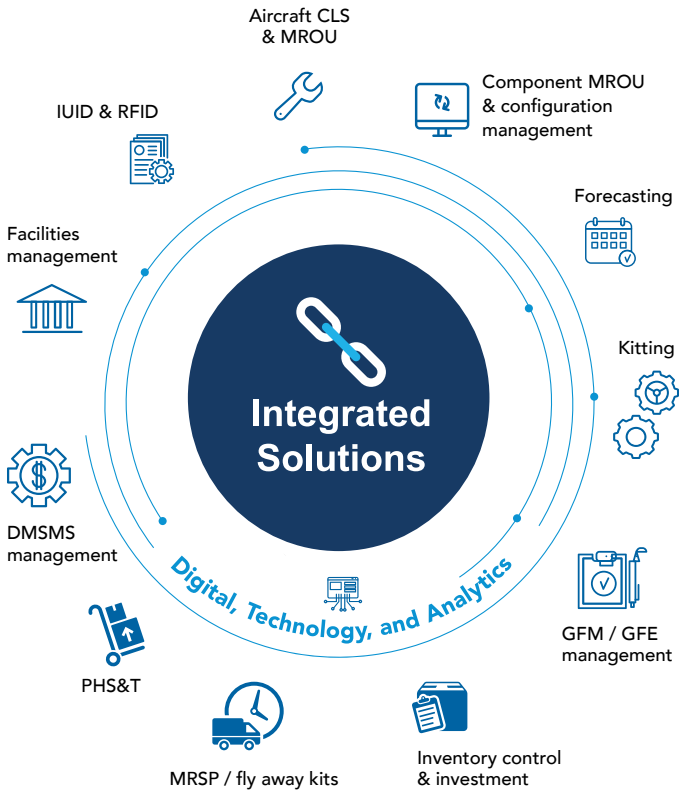 Aircraft CLS
& MROU
Component MROU
& configuration
management
IUID & RFID
Forecasting
Facilities
management
Kitting
Integrated
Solutions
DMSMS
management
Digital, Technology, and Analytics
GFM / GFE
management
PHS&T
MRSP / fly away kits
Inventory control
& investment